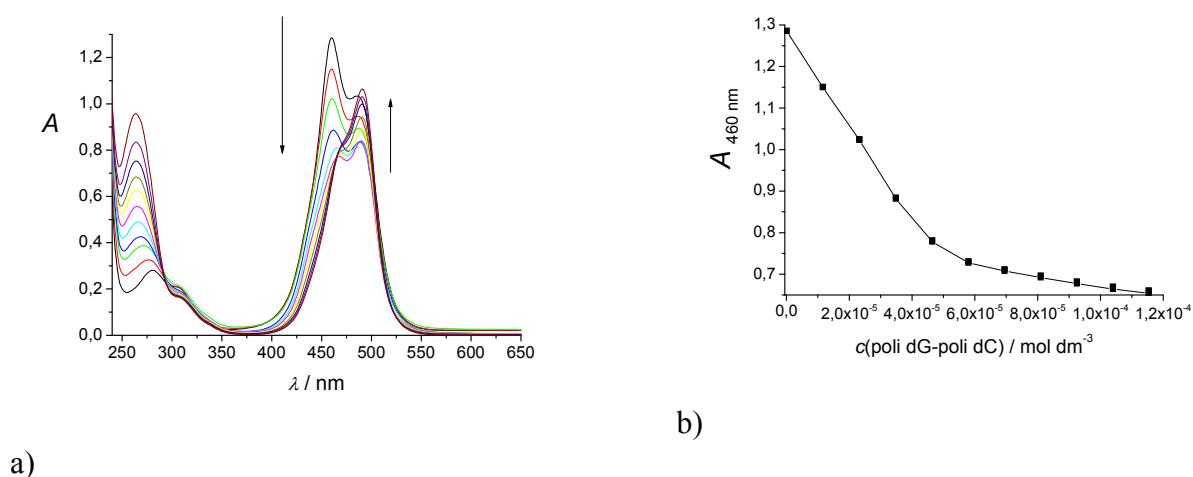 1,2
1,0
0,8
0,6
0,4
0,2
0,0
A
250 300 350 400 450 500 550 600 650
λ / nm
a)
1,3
1,2
1,1
1,0
0,9
0,8
0,7
A 460 nm
0,0 2,0x10⁻⁵ 4,0x10⁻⁵ 6,0x10⁻⁵ 8,0x10⁻⁵ 1,0x10⁻⁴ 1,2x10⁻⁴
c(poli dG-poli dC) / mol dm⁻³
b)